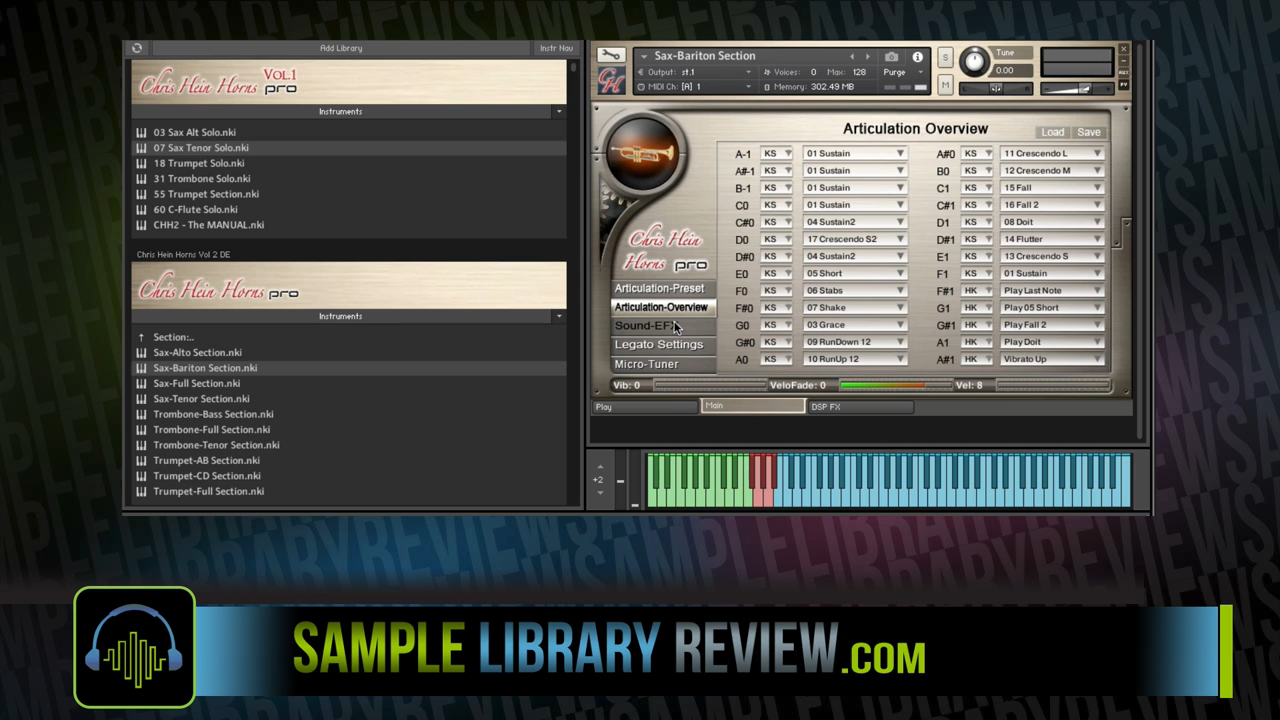 Add Library
Instr Nav
Chris Hein Horns VOL.1 pro
Instruments
03 Sax Alt Solo.nki
07 Sax Tenor Solo.nki
18 Trumpet Solo.nki
31 Trombone Solo.nki
55 Trumpet Section.nki
60 C-Flute Solo.nki
CHH2 - The MANUAL.nki
Chris Hein Horns Vol 2 DE
Chris Hein Horns pro
Instruments
Section:..
Sax-Alto Section.nki
Sax-Bariton Section.nki
Sax-Full Section.nki
Sax-Tenor Section.nki
Trombone-Bass Section.nki
Trombone-Full Section.nki
Trombone-Tenor Section.nki
Trumpet-AB Section.nki
Trumpet-CD Section.nki
Trumpet-Full Section.nki
Sax-Bariton Section
Output: st.1 Voices: 0 Max: 128 Purge
MIDI Ch: [A] 1 Memory: 302.49 MB
S
M
Tune
0.00
Articulation Overview
Load Save
A-1 KS 01 Sustain A#0 KS 11 Crescendo L
A#-1 KS 01 Sustain B0 KS 12 Crescendo M
B-1 KS 01 Sustain C1 KS 15 Fall
C0 KS 01 Sustain C#1 KS 16 Fall 2
C#0 KS 04 Sustain2 D1 KS 08 Doit
D0 KS 17 Crescendo S2 D#1 KS 14 Flutter
D#0 KS 04 Sustain2 E1 KS 13 Crescendo S
E0 KS 05 Short F1 KS 01 Sustain
F0 KS 06 Stabs F#1 HK Play Last Note
F#0 KS 07 Shake G1 HK Play 05 Short
G0 KS 03 Grace G#1 HK Play Fall 2
G#0 KS 09 RunDown 12 A1 HK Play Doit
A0 KS 10 RunUp 12 A#1 HK Vibrato Up
Chris Hein
Horns pro
Articulation-Preset
Articulation-Overview
Sound-EF
Legato Settings
Micro-Tuner
Vib: 0 VeloFade: 0 Vel: 8
Play Main DSP FX
+2
SAMPLE LIBRARY REVIEW.COM